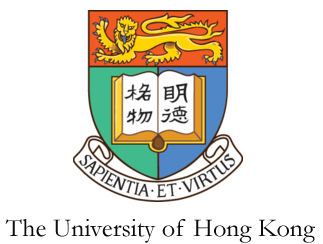 明德
格物
SAPIENTIA·ET·VIRTUS
The University of Hong Kong